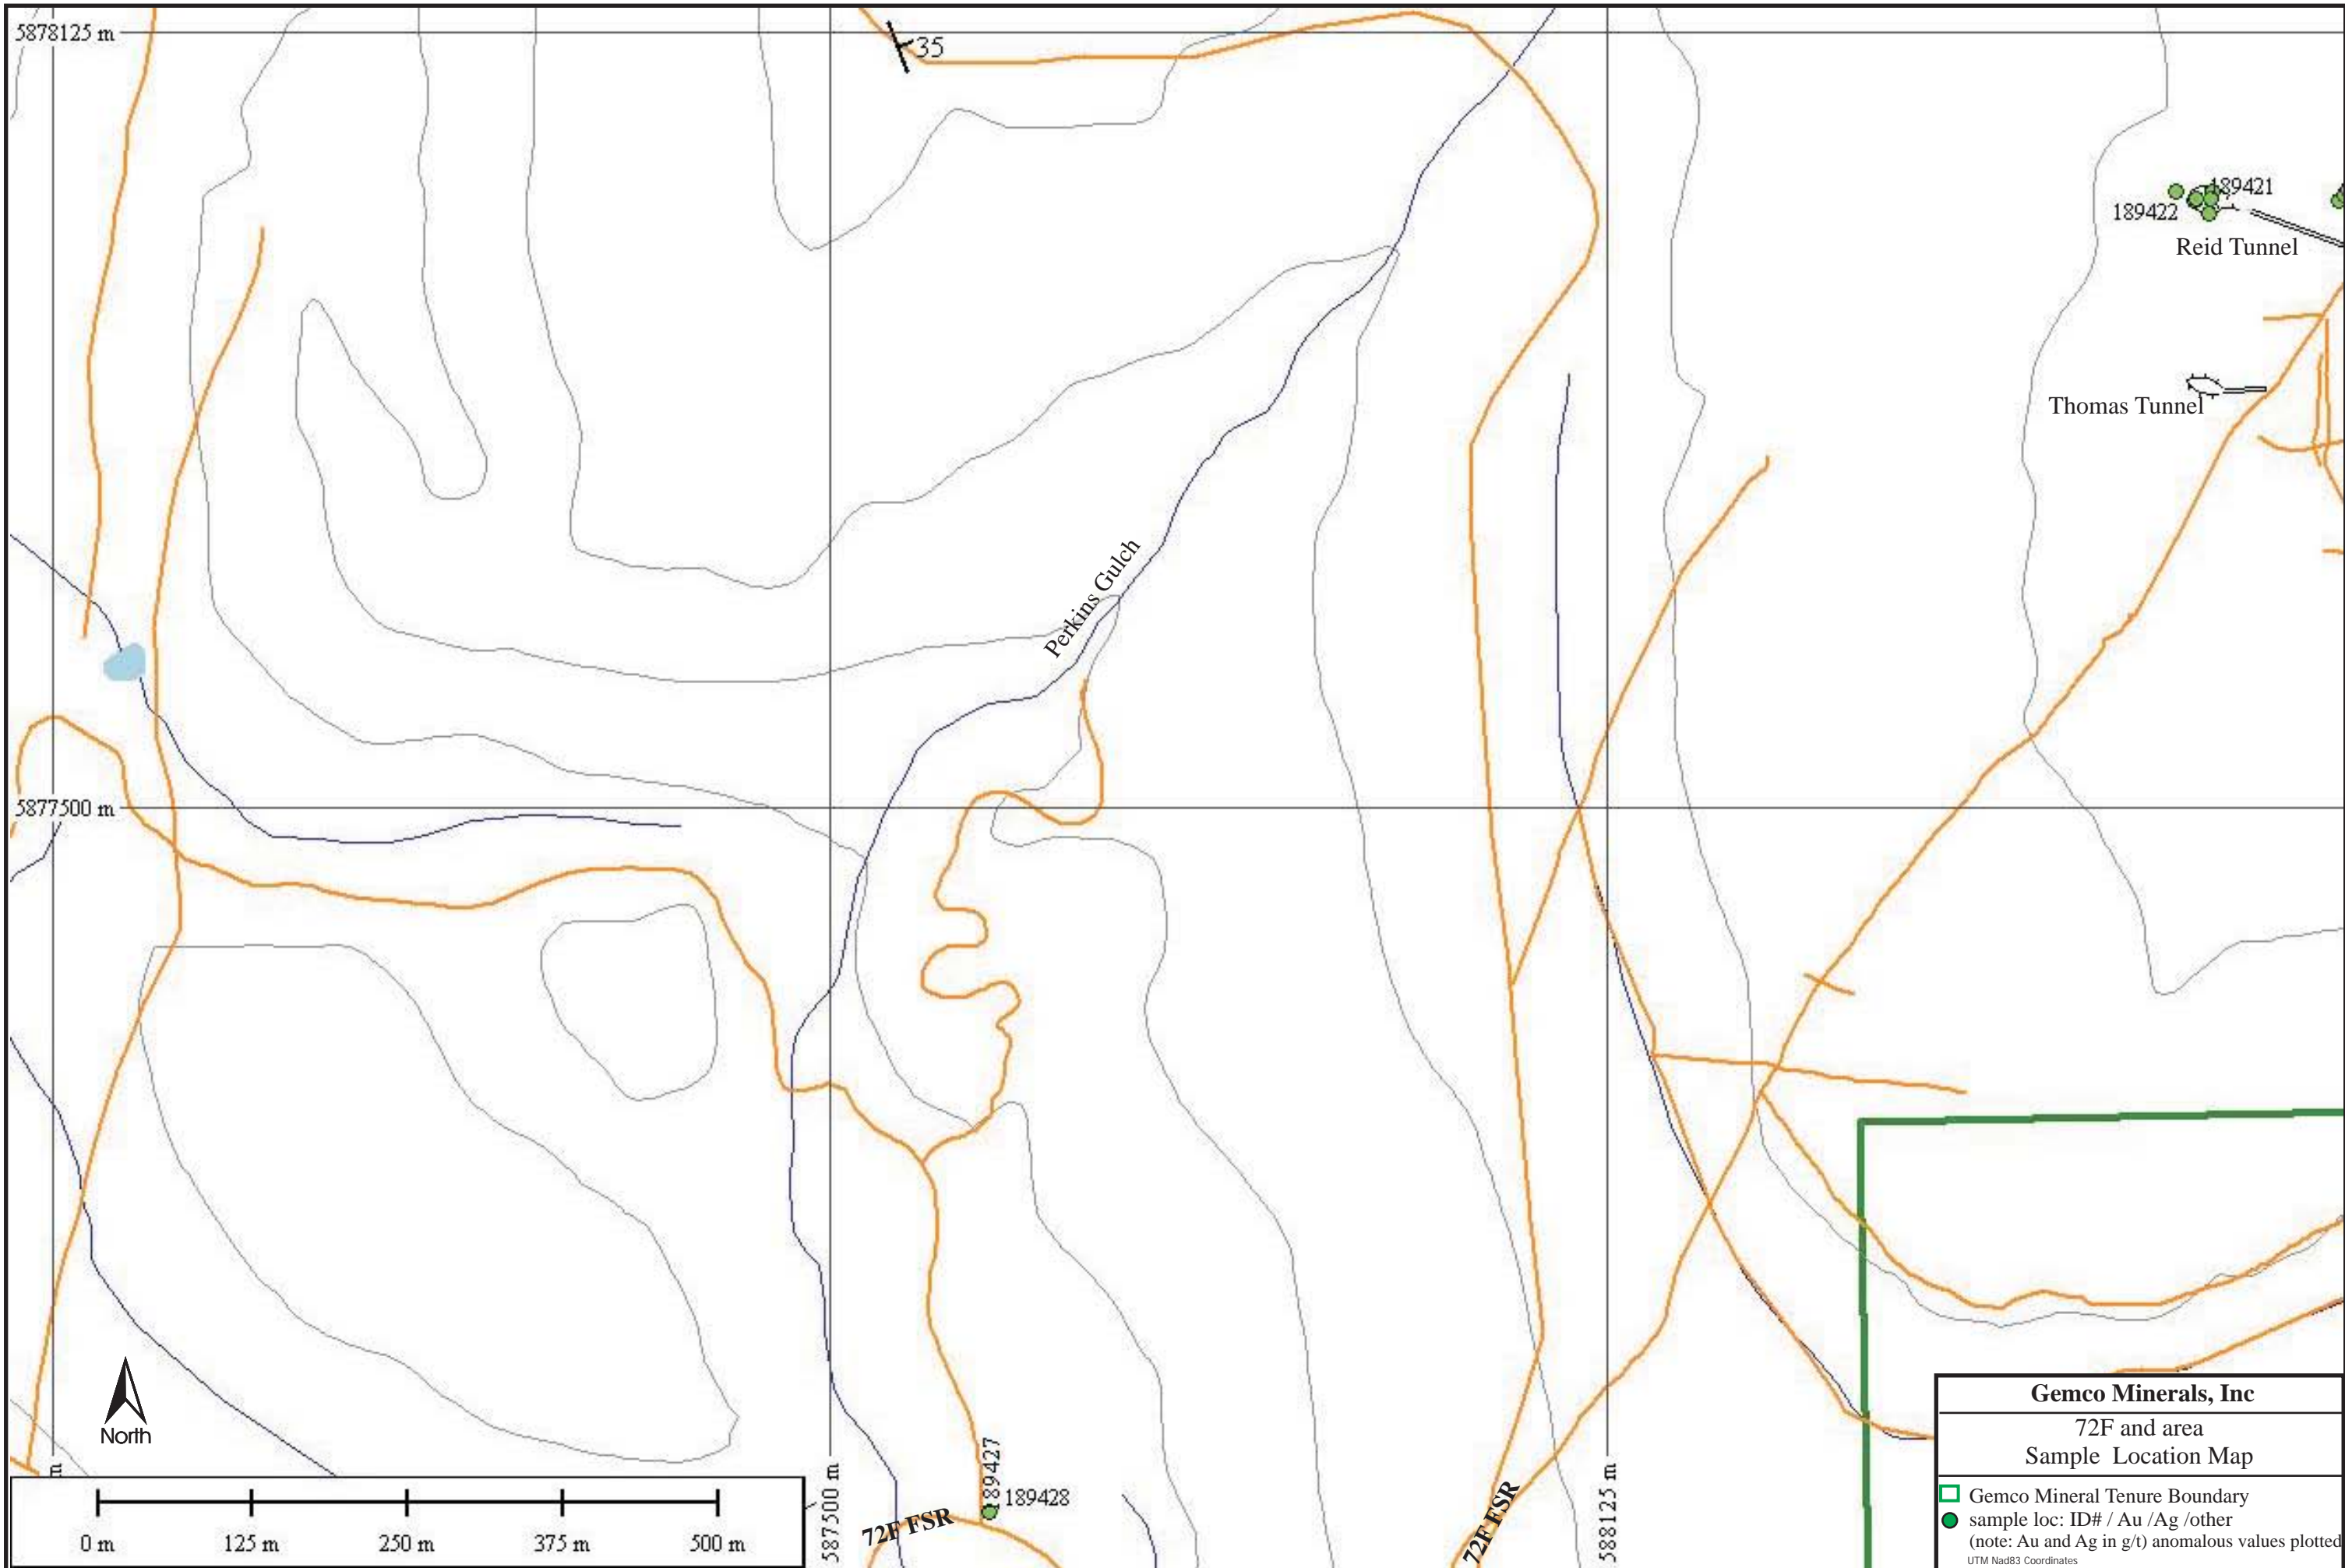 5878125 m
35
189421
189422
Reid Tunnel
Thomas Tunnel
Perkins Gulch
5877500 m
North
m
587500 m
588125 m
0 m 125 m 250 m 375 m 500 m
189427
189428
72F FSR
72F FSR
Gemco Minerals, Inc
72F and area
Sample Location Map
Gemco Mineral Tenure Boundary
sample loc: ID# / Au /Ag /other
(note: Au and Ag in g/t) anomalous values plotted
UTM Nad83 Coordinates